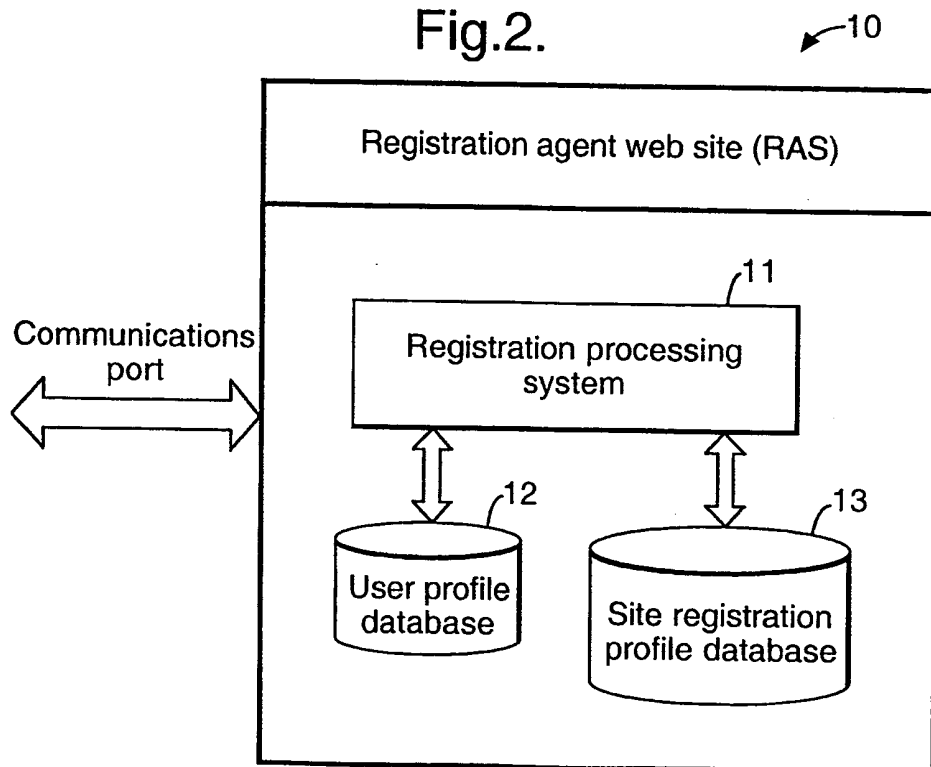 Fig.2.
10
Registration agent web site (RAS)
11
Communications
port
Registration processing
system
12
13
User profile
database
Site registration
profile database